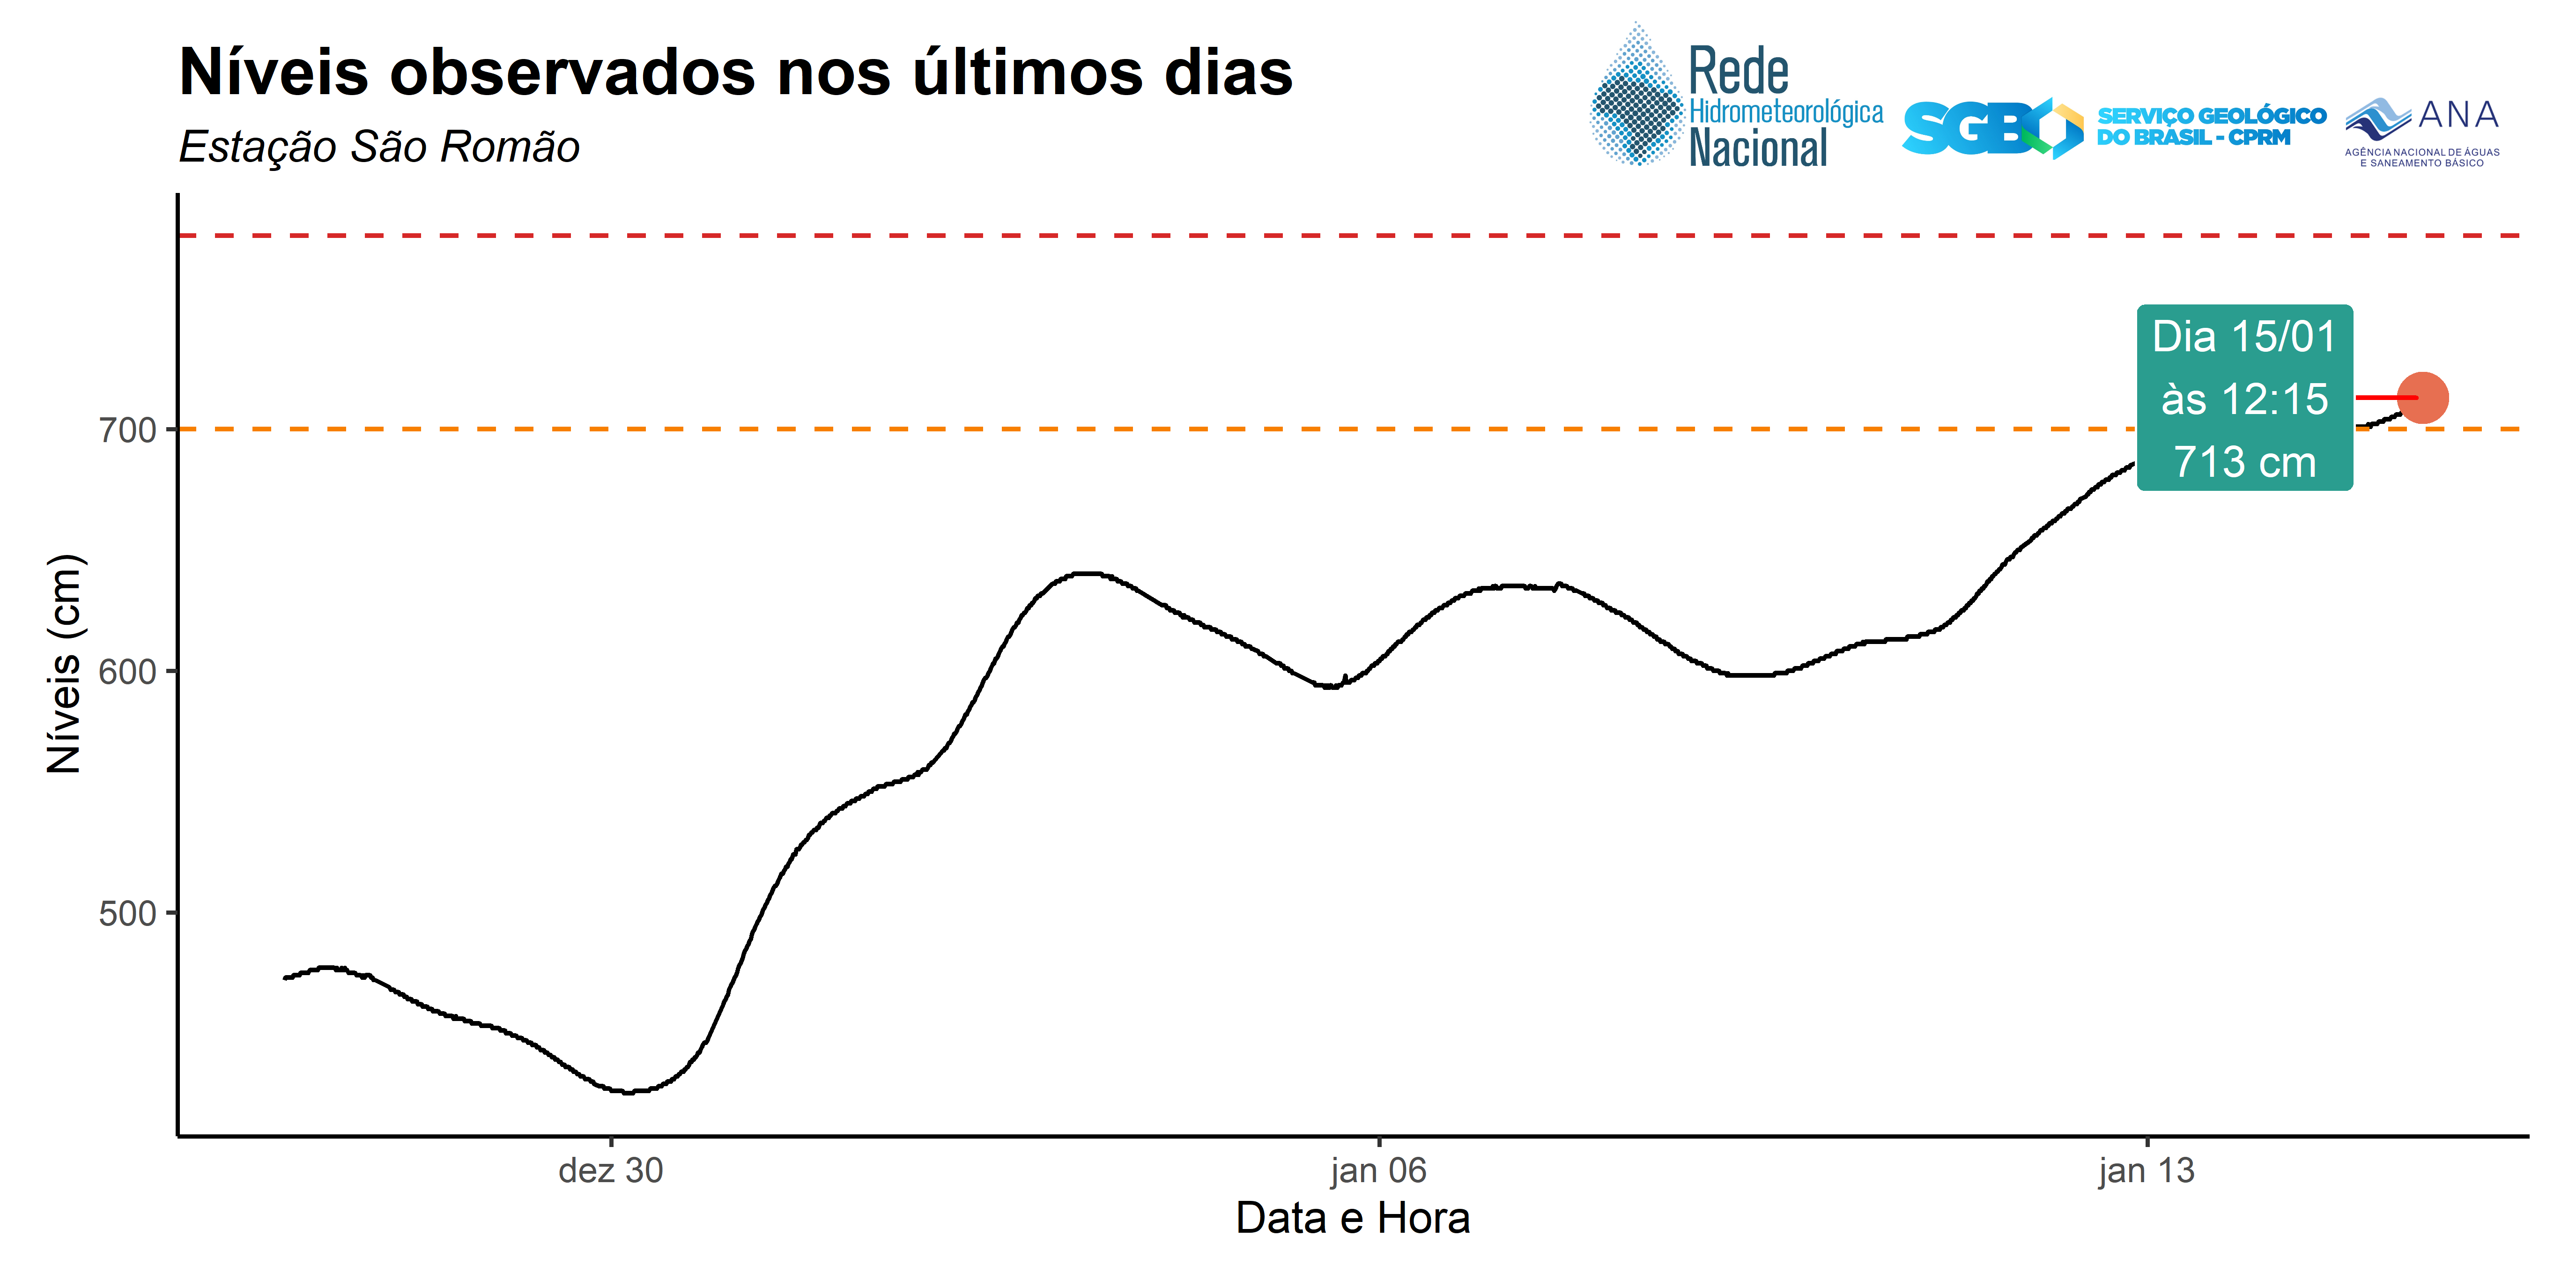 Níveis observados nos últimos dias
Estação São Romão
Rede
Hidrometeorológica
Nacional
SGB
SERVIÇO GEOLÓGICO
DO BRASIL - CPRM
ANA
AGÊNCIA NACIONAL DE ÁGUAS
E SANEAMENTO BÁSICO
Dia 15/01
às 12:15
713 cm
700
600
500
Níveis (cm)
dez 30
jan 06
jan 13
Data e Hora